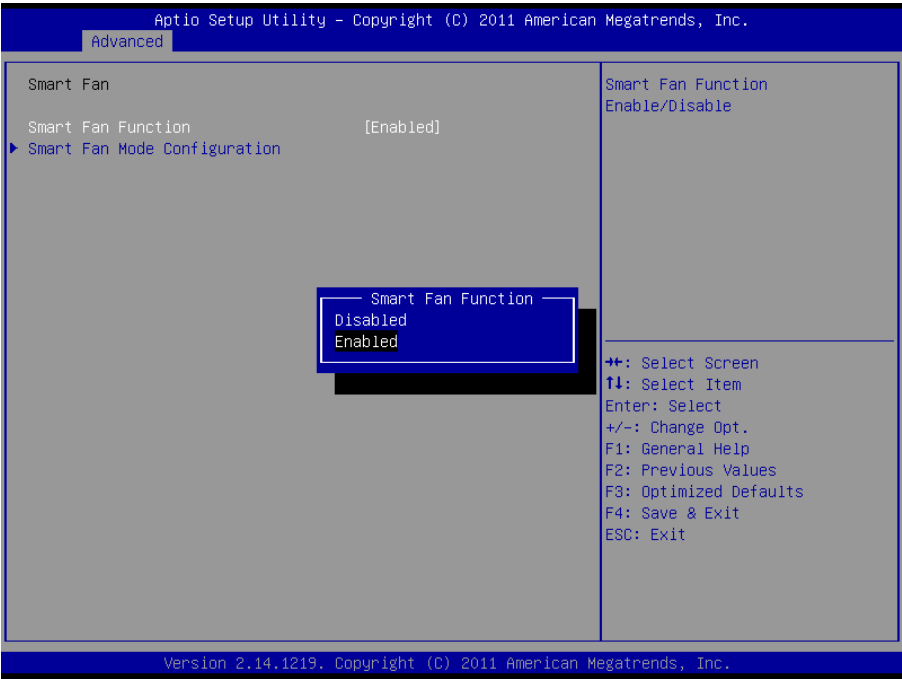 Aptio Setup Utility – Copyright (C) 2011 American Megatrends, Inc.
Advanced
Smart Fan
Smart Fan Function [Enabled]
Smart Fan Mode Configuration
Smart Fan Function
Enable/Disable
Smart Fan Function
Disabled
Enabled
→←: Select Screen
↑↓: Select Item
Enter: Select
+/-: Change Opt.
F1: General Help
F2: Previous Values
F3: Optimized Defaults
F4: Save & Exit
ESC: Exit
Version 2.14.1219. Copyright (C) 2011 American Megatrends, Inc.